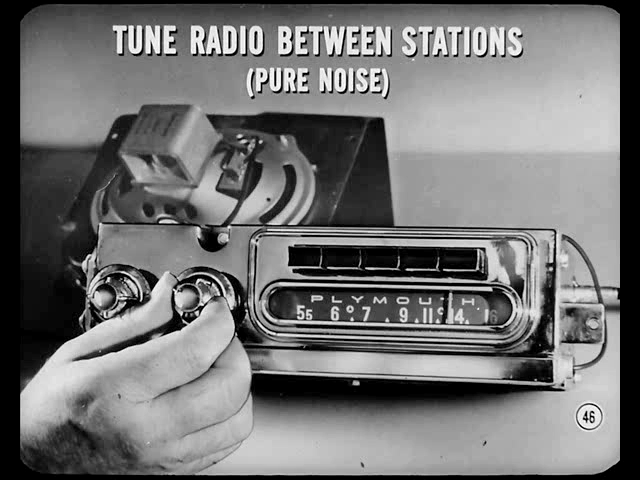 TUNE RADIO BETWEEN STATIONS
(PURE NOISE)
PLYMOUTH
55 6 7 9 11 14 16
46